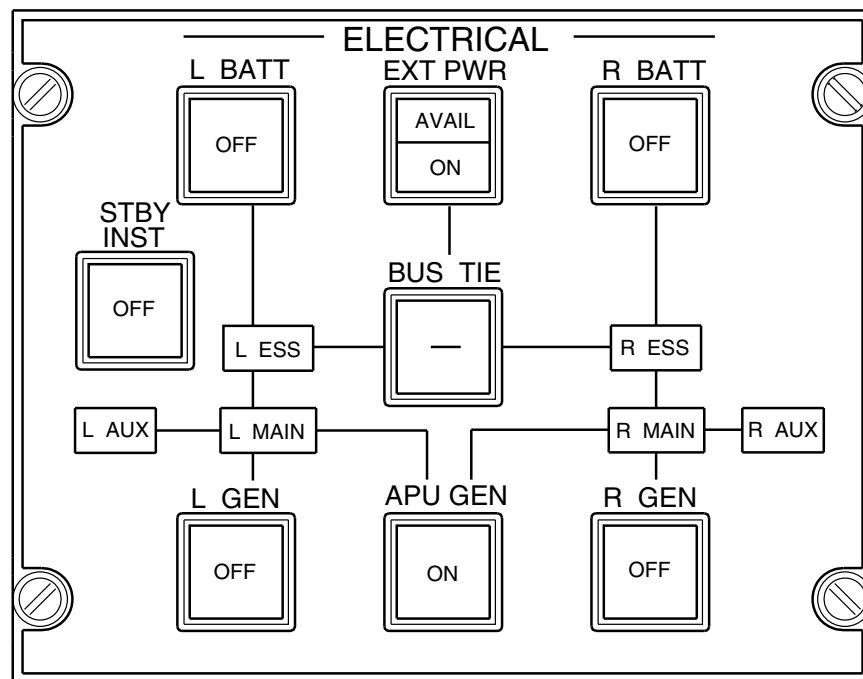 ELECTRICAL
L BATT
EXT PWR
R BATT
OFF
AVAIL
ON
OFF
STBY
INST
OFF
BUS TIE
L ESS
R ESS
L AUX
L MAIN
R MAIN
R AUX
L GEN
APU GEN
R GEN
OFF
ON
OFF